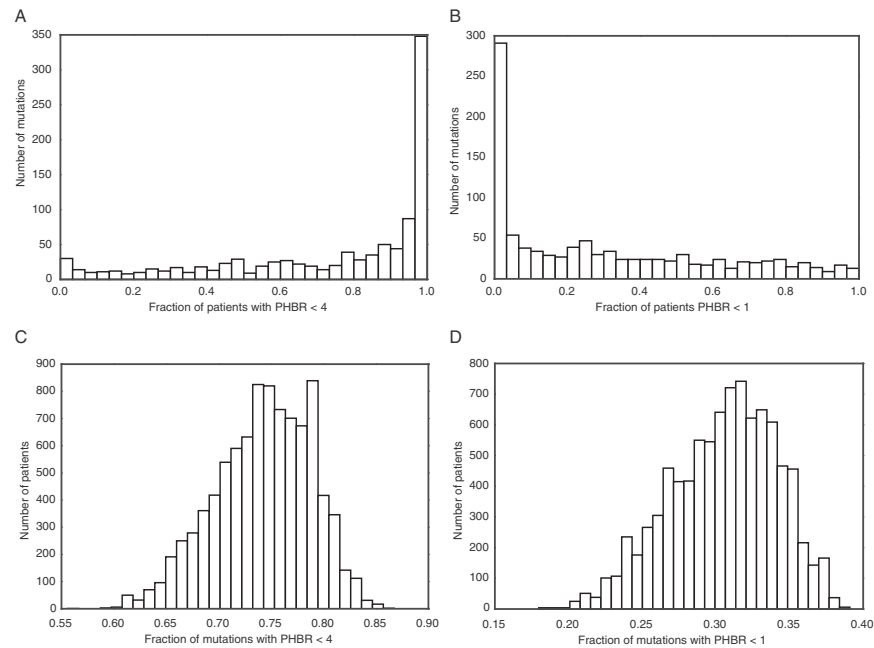 A
350
300
250
200
150
100
50
0
Number of mutations
0.0 0.2 0.4 0.6 0.8 1.0
Fraction of patients with PHBR < 4
B
300
250
200
150
100
50
0
Number of mutations
0.0 0.2 0.4 0.6 0.8 1.0
Fraction of patients PHBR < 1
C
900
800
700
600
500
400
300
200
100
0
Number of patients
0.55 0.60 0.65 0.70 0.75 0.80 0.85 0.90
Fraction of mutations with PHBR < 4
D
800
700
600
500
400
300
200
100
0
Number of patients
0.15 0.20 0.25 0.30 0.35 0.40
Fraction of mutations with PHBR < 1